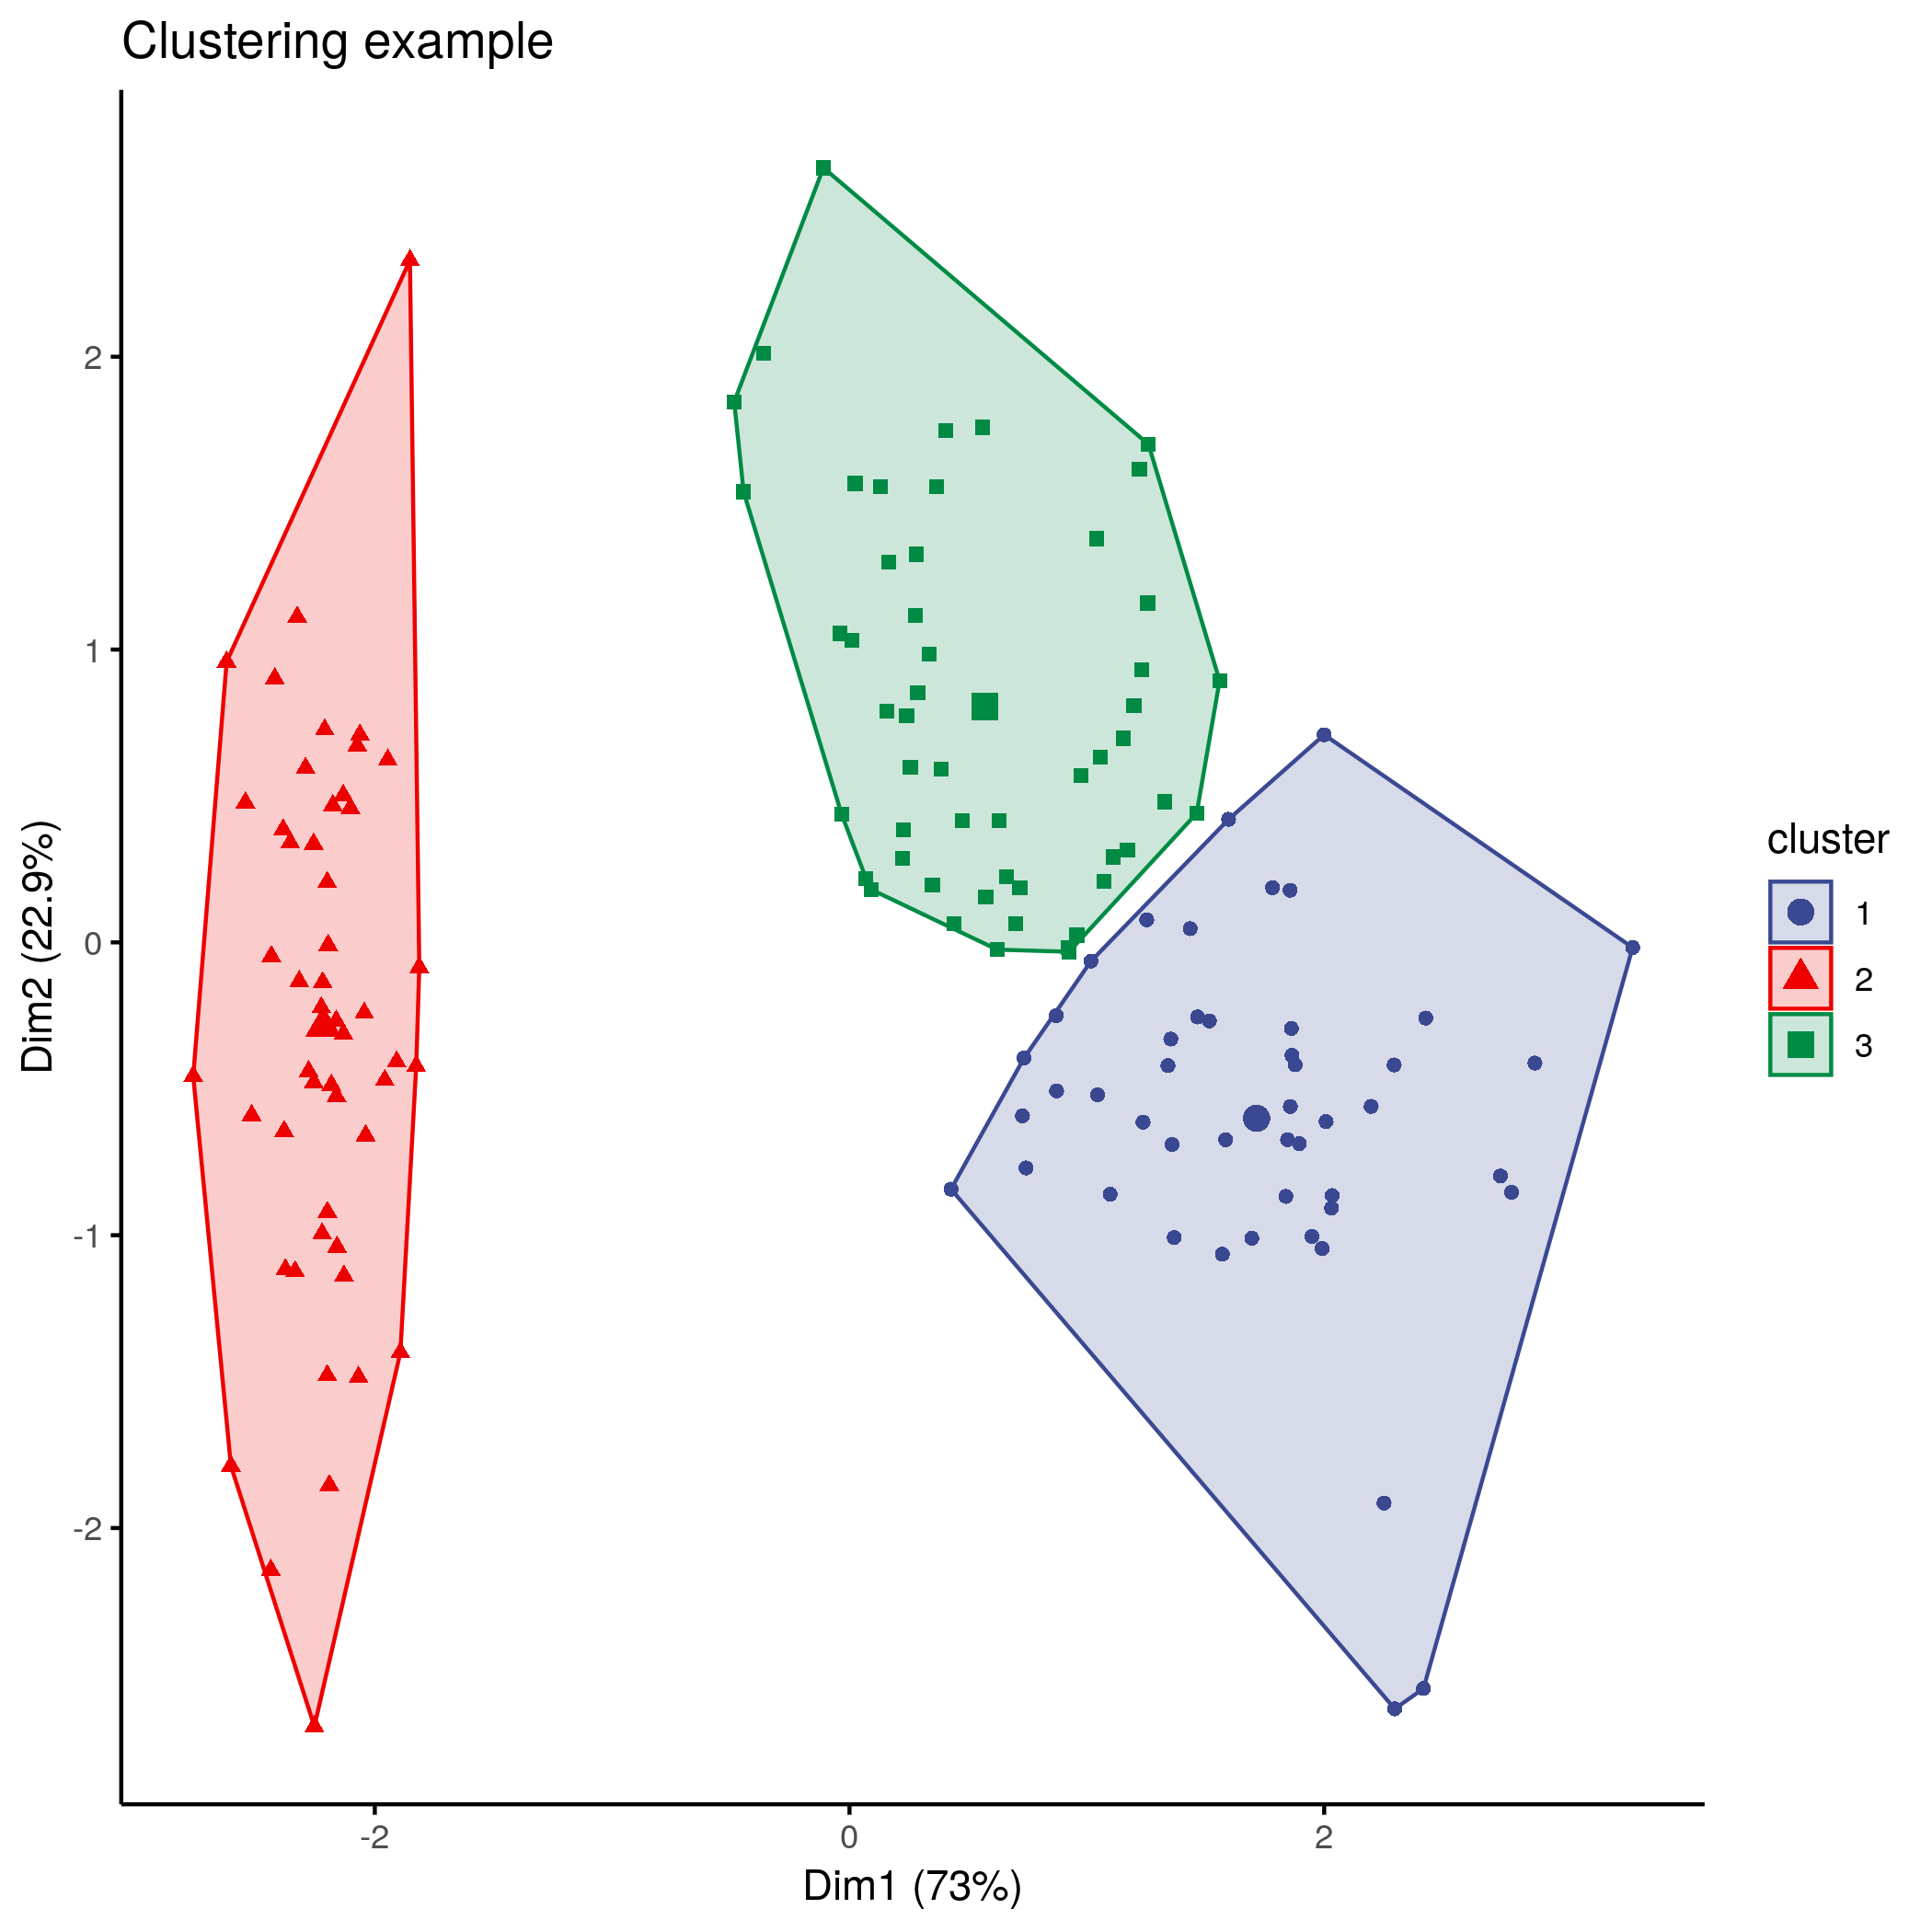 Clustering example
Dim2 (22.9%)
2
1
0
-1
-2
-2 0 2
Dim1 (73%)
cluster
1
2
3